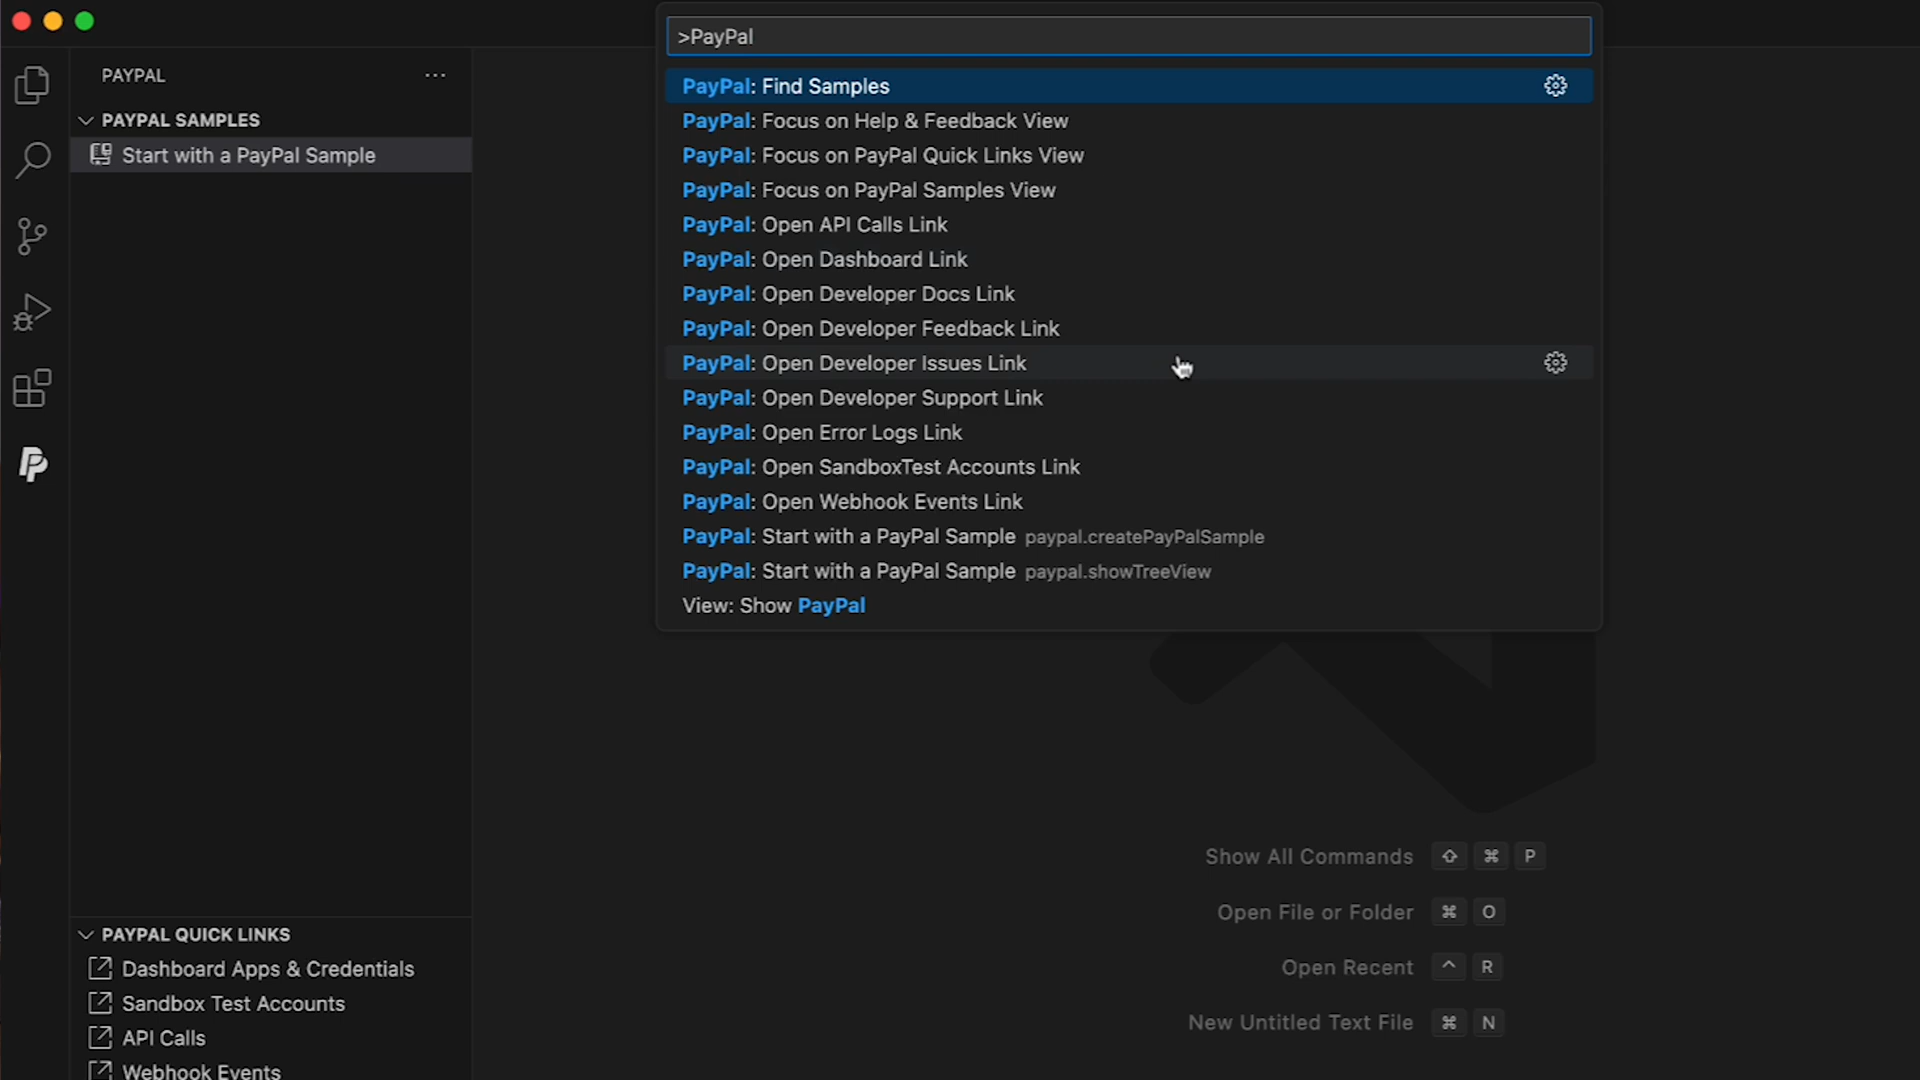 PAYPAL
PAYPAL SAMPLES
Start with a PayPal Sample
>PayPal
PayPal: Find Samples
PayPal: Focus on Help & Feedback View
PayPal: Focus on PayPal Quick Links View
PayPal: Focus on PayPal Samples View
PayPal: Open API Calls Link
PayPal: Open Dashboard Link
PayPal: Open Developer Docs Link
PayPal: Open Developer Feedback Link
PayPal: Open Developer Issues Link
PayPal: Open Developer Support Link
PayPal: Open Error Logs Link
PayPal: Open SandboxTest Accounts Link
PayPal: Open Webhook Events Link
PayPal: Start with a PayPal Sample paypal.createPayPalSample
PayPal: Start with a PayPal Sample paypal.showTreeView
View: Show PayPal
Show All Commands ⇧ ⌘ P
Open File or Folder ⌘ O
Open Recent ^ R
New Untitled Text File ⌘ N
PAYPAL QUICK LINKS
Dashboard Apps & Credentials
Sandbox Test Accounts
API Calls
Webhook Events